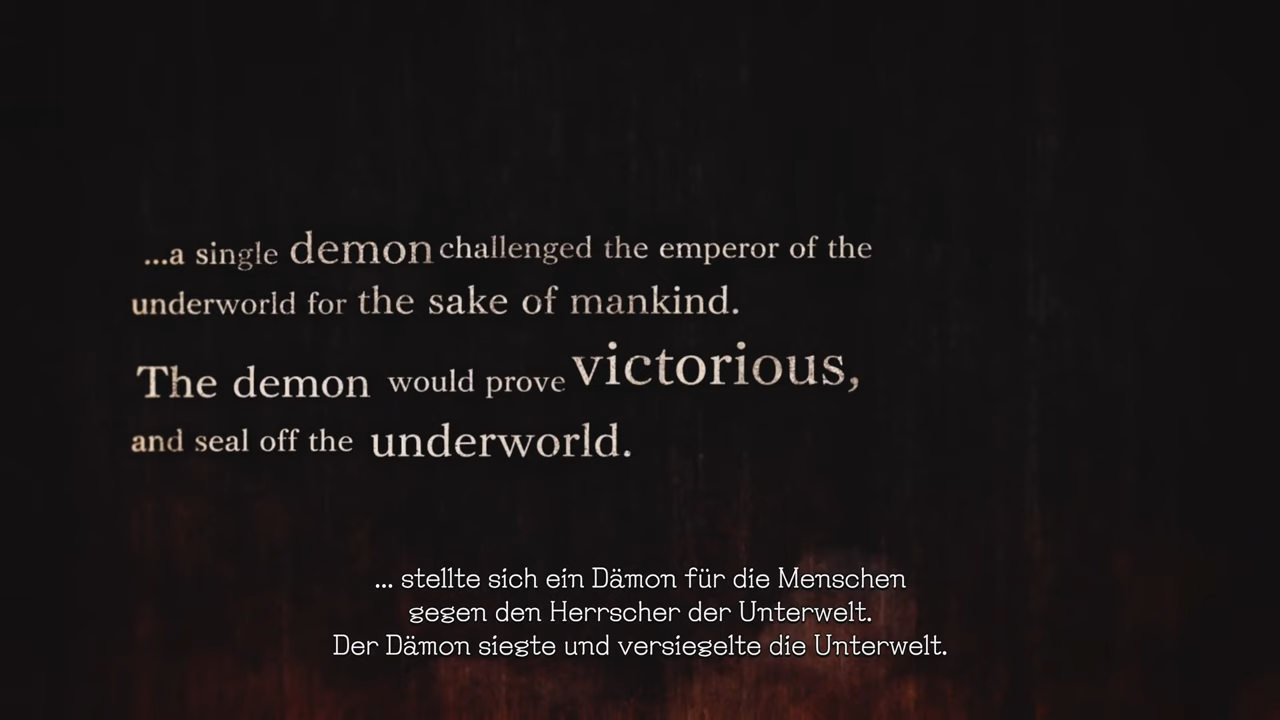 ...a single demon challenged the emperor of the
underworld for the sake of mankind.
The demon would prove victorious,
and seal off the underworld.
... stellte sich ein Dämon für die Menschen
gegen den Herrscher der Unterwelt.
Der Dämon siegte und versiegelte die Unterwelt.